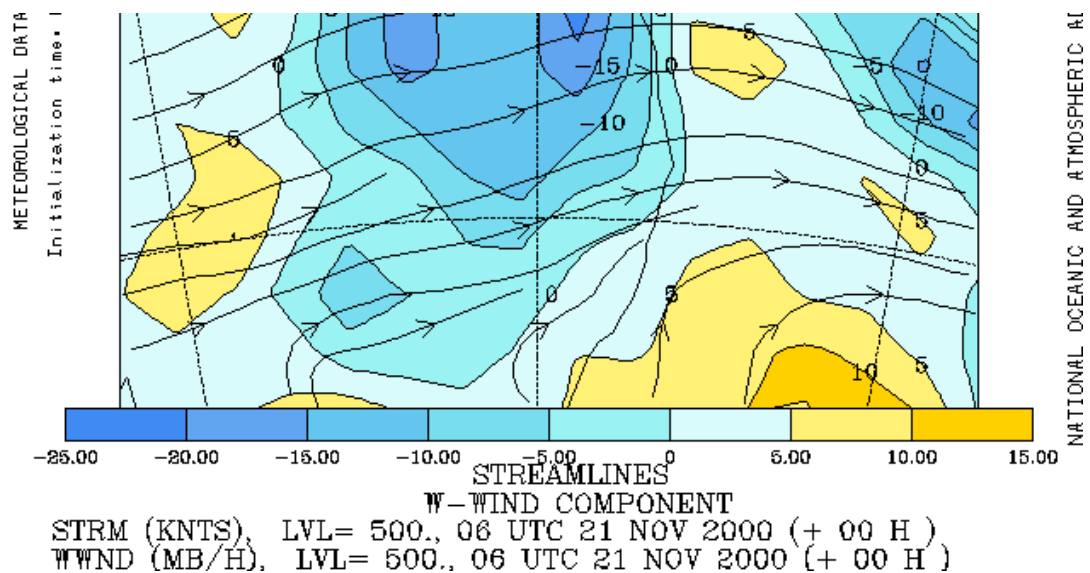 METEOROLOGICAL DATA
Initialization time:
NATIONAL OCEANIC AND ATMOSPHERIC
5
0
-15
0
-5
-10
-10
5
0
5
0
5
10
5
-25.00 -20.00 -15.00 -10.00 -5.00 0 5.00 10.00 15.00
STREAMLINES
W-WIND COMPONENT
STRM (KNTS), LVL= 500., 06 UTC 21 NOV 2000 (+ 00 H )
WWND (MB/H), LVL= 500., 06 UTC 21 NOV 2000 (+ 00 H )